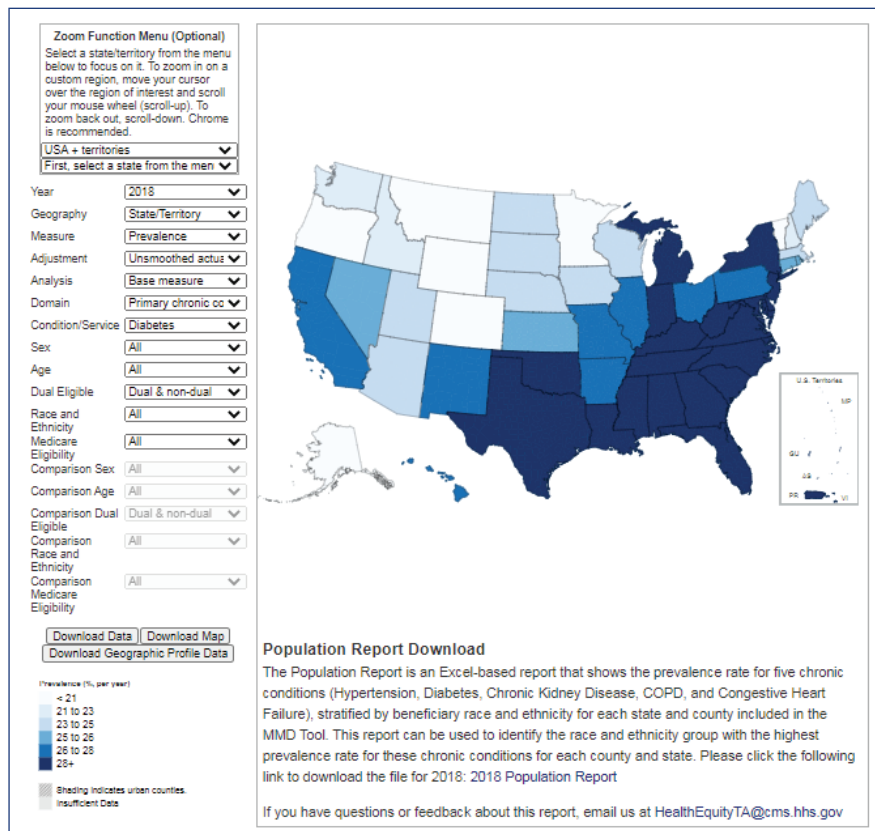 Zoom Function Menu (Optional)
Select a state/territory from the menu
below to focus on it. To zoom in on a
custom region, move your cursor
over the region of interest and scroll
your mouse wheel (scroll-up). To
zoom back out, scroll-down. Chrome
is recommended.
USA + territories
First, select a state from the men
Year 2018
Geography State/Territory
Measure Prevalence
Adjustment Unsmoothed actua
Analysis Base measure
Domain Primary chronic cc
Condition/Service Diabetes
Sex All
Age All
Dual Eligible Dual & non-dual
Race and All
Ethnicity
Medicare All
Eligibility
Comparison Sex All
Comparison Age All
Comparison Dual Dual & non-dual
Eligible
Comparison All
Race and
Ethnicity
Comparison All
Medicare
Eligibility
Download Data Download Map
Download Geographic Profile Data
Prevalence (%, per year)
< 21
21 to 23
23 to 25
25 to 26
26 to 28
28+
Shading indicates urban counties.
Insufficient Data
U.S. Territories
MP
GU
AS
PR
VI
Population Report Download
The Population Report is an Excel-based report that shows the prevalence rate for five chronic
conditions (Hypertension, Diabetes, Chronic Kidney Disease, COPD, and Congestive Heart
Failure), stratified by beneficiary race and ethnicity for each state and county included in the
MMD Tool. This report can be used to identify the race and ethnicity group with the highest
prevalence rate for these chronic conditions for each county and state. Please click the following
link to download the file for 2018: 2018 Population Report
If you have questions or feedback about this report, email us at HealthEquityTA@cms.hhs.gov